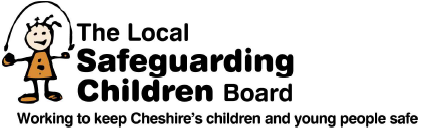 The Local
Safeguarding
Children Board
Working to keep Cheshire's children and young people safe